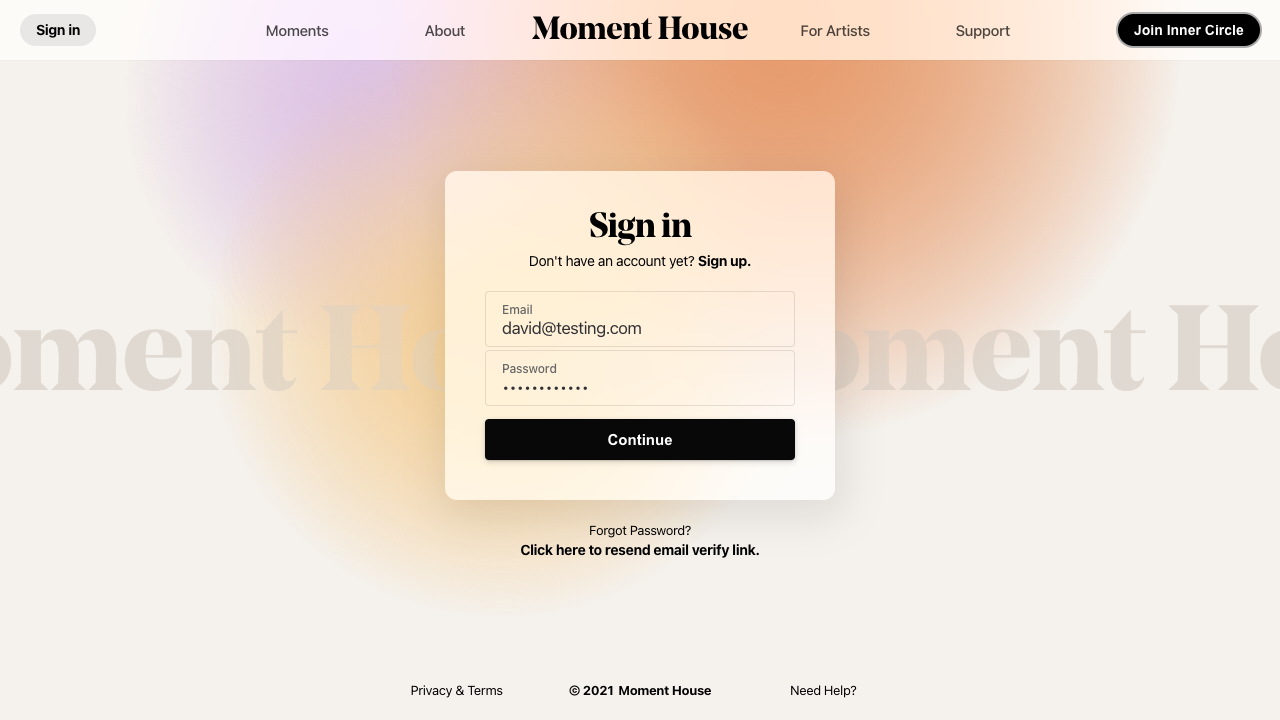 Sign in
Moments
About
Moment House
For Artists
Support
Join Inner Circle
Sign in
Don't have an account yet? Sign up.
Email
david@testing.com
Password
••••••••••••
Continue
oment Ho
oment Ho
Forgot Password?
Click here to resend email verify link.
Privacy & Terms
© 2021 Moment House
Need Help?